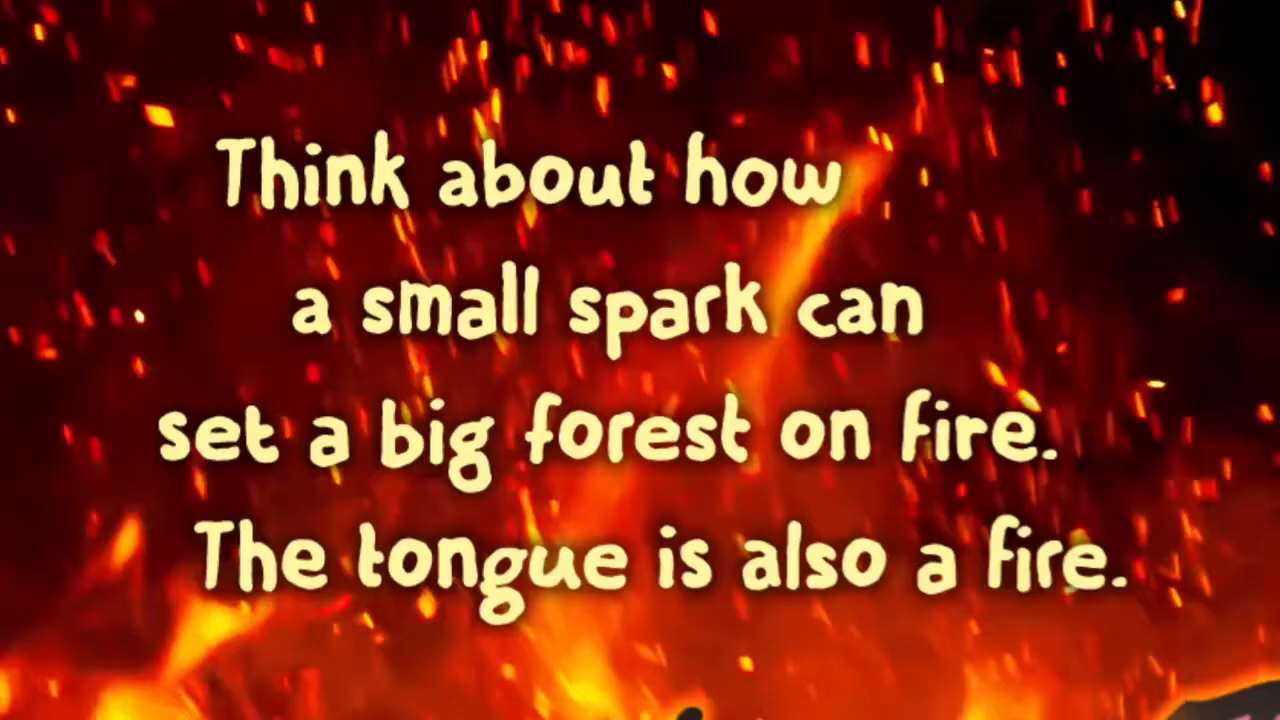 Think about how
a small spark can
set a big forest on fire.
The tongue is also a fire.